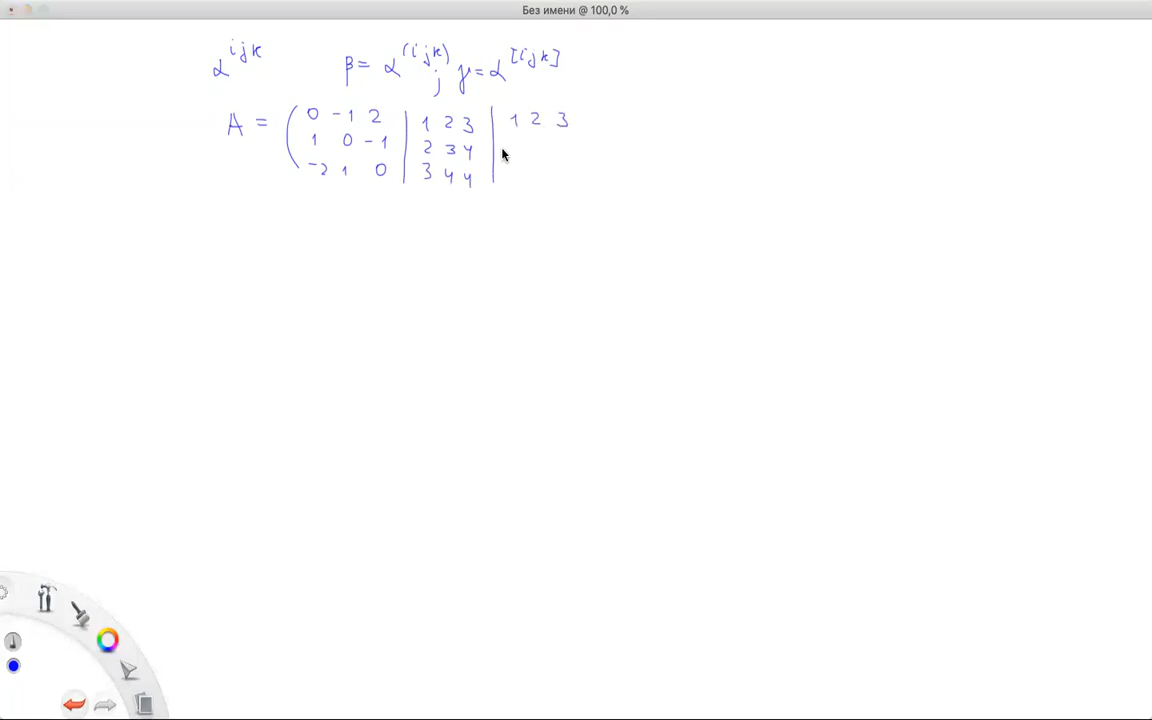 Без имени @ 100,0 %
α^{ijk} β = α^{(ijk)} j γ = α^{[ijk]}
A = ( 0 -1 2 | 1 2 3 | 1 2 3
1 0 -1 | 2 3 4 |
-2 1 0 | 3 4 4 |